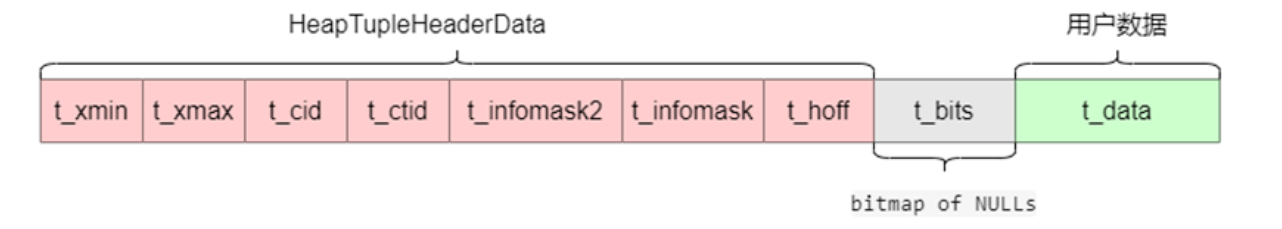 HeapTupleHeaderData 用户数据
t_xmin t_xmax t_cid t_ctid t_infomask2 t_infomask t_hoff t_bits t_data
bitmap of NULLs